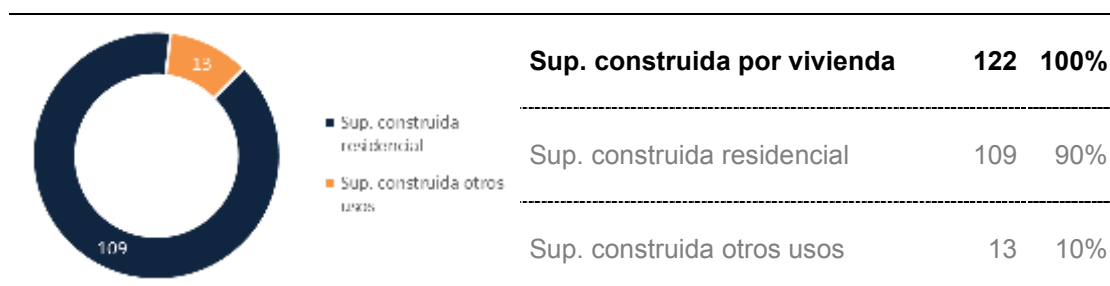 13
109
Sup. construida
residencial
Sup. construida otros
usos
Sup. construida por vivienda 122 100%
Sup. construida residencial 109 90%
Sup. construida otros usos 13 10%